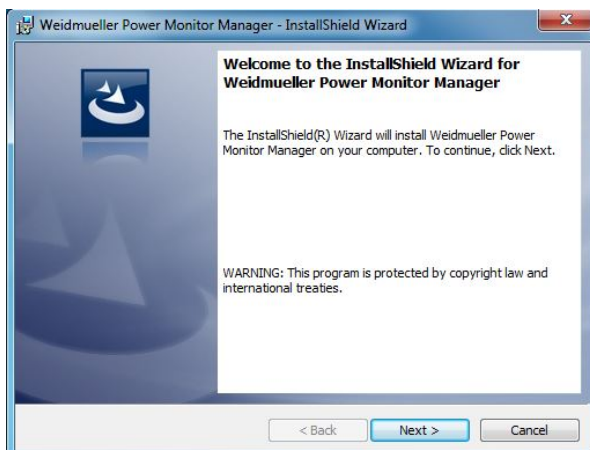 Weidmueller Power Monitor Manager - InstallShield Wizard
Welcome to the InstallShield Wizard for
Weidmueller Power Monitor Manager
The InstallShield(R) Wizard will install Weidmueller Power
Monitor Manager on your computer. To continue, click Next.
WARNING: This program is protected by copyright law and
international treaties.
< Back Next > Cancel